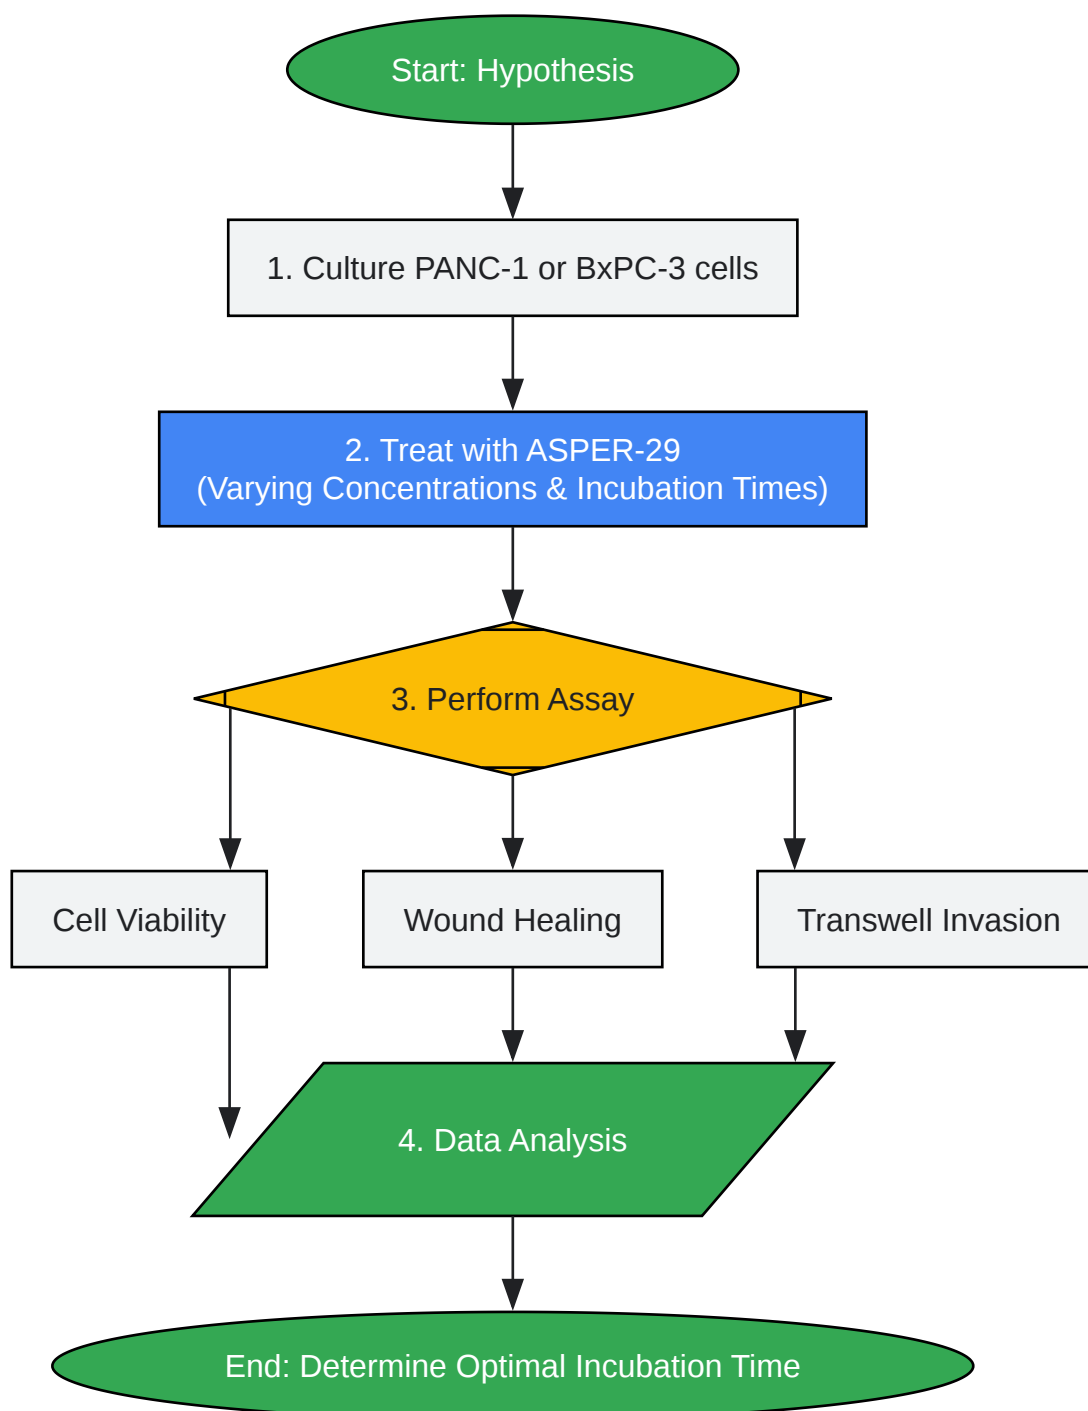 Start: Hypothesis
1. Culture PANC-1 or BxPC-3 cells
2. Treat with ASPER-29
(Varying Concentrations & Incubation Times)
3. Perform Assay
Cell Viability
Wound Healing
Transwell Invasion
4. Data Analysis
End: Determine Optimal Incubation Time